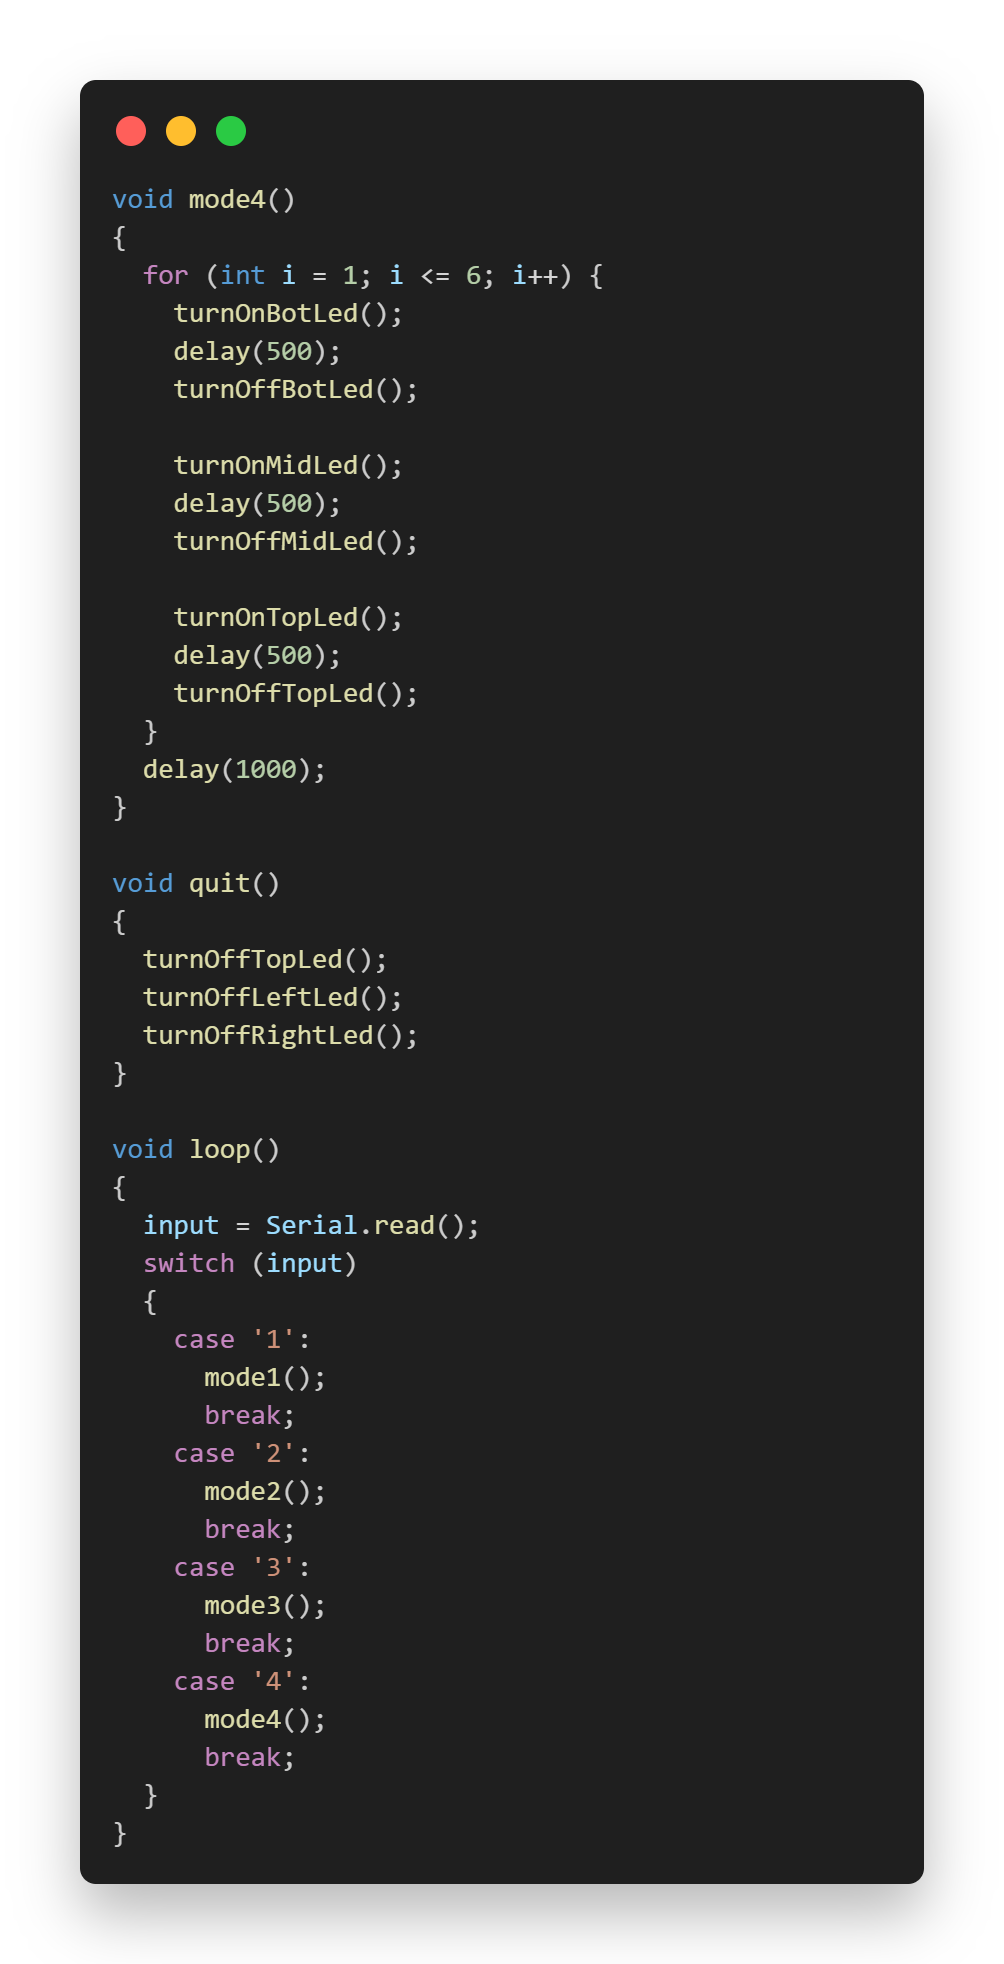 void mode4()
{
  for (int i = 1; i <= 6; i++) {
    turnOnBotLed();
    delay(500);
    turnOffBotLed();

    turnOnMidLed();
    delay(500);
    turnOffMidLed();

    turnOnTopLed();
    delay(500);
    turnOffTopLed();
  }
  delay(1000);
}

void quit()
{
  turnOffTopLed();
  turnOffLeftLed();
  turnOffRightLed();
}

void loop()
{
  input = Serial.read();
  switch (input)
  {
    case '1':
      mode1();
      break;
    case '2':
      mode2();
      break;
    case '3':
      mode3();
      break;
    case '4':
      mode4();
      break;
  }
}